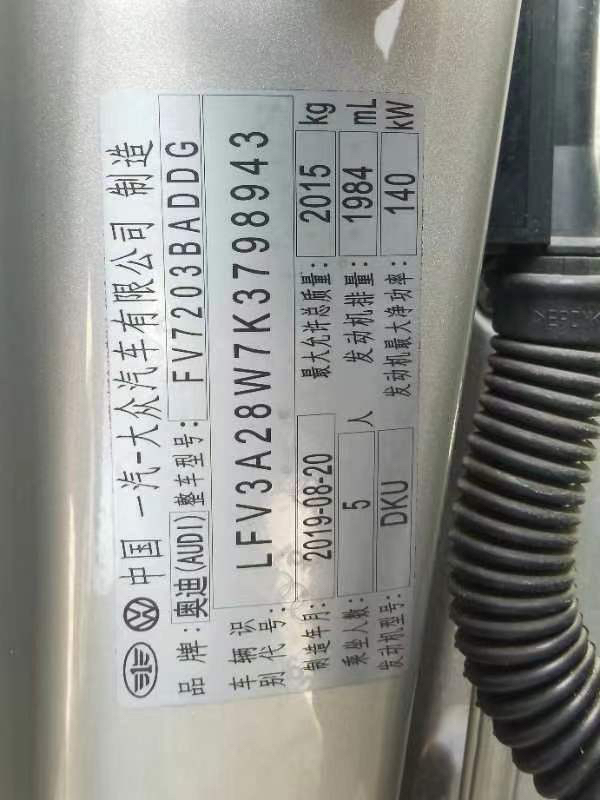 中国 一汽-大众汽车有限公司 制造
品牌: 奥迪(AUDI) 整车型号: FV7203BADDG
车辆识别代号: LFV3A28W7K3798943
制造年月: 2019-08-20 最大允许总质量: 2015 kg
乘坐人数: 5 人 发动机排量: 1984 mL
发动机型号: DKU 发动机最大净功率: 140 kW